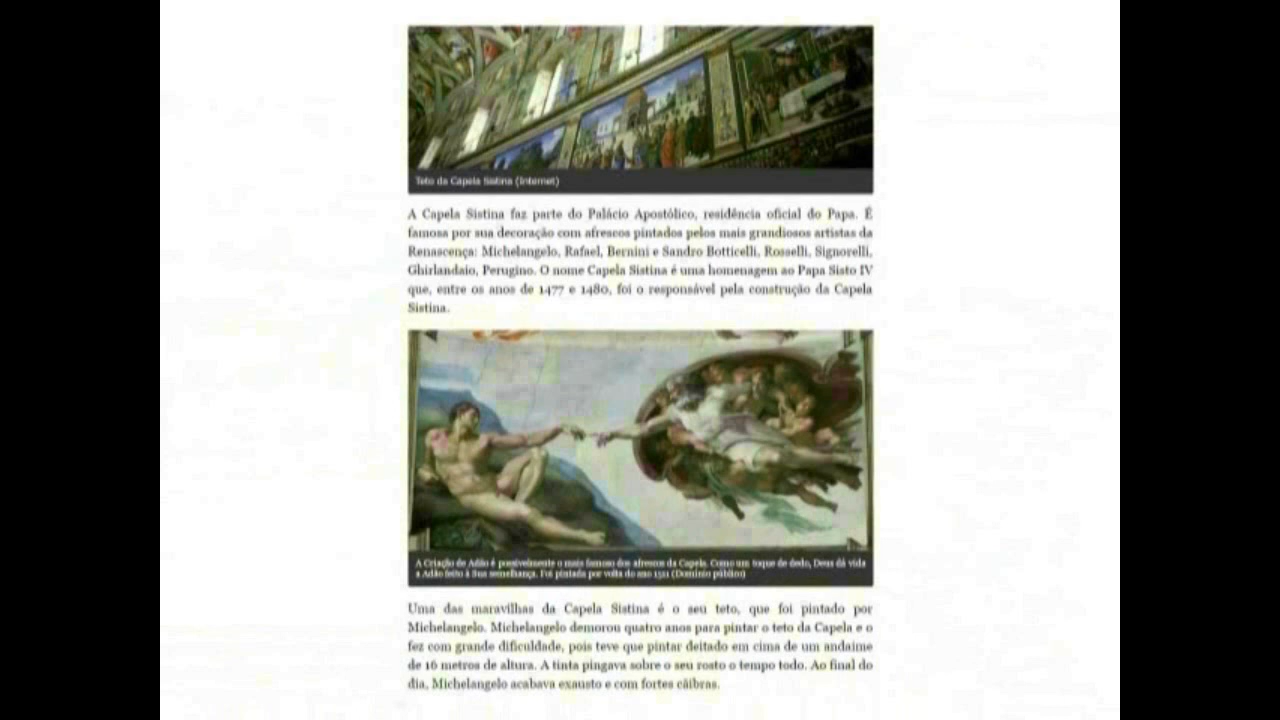 Teto da Capela Sistina (Internet)
A Capela Sistina faz parte do Palácio Apostólico, residência oficial do Papa. É
famosa por sua decoração com afrescos pintados pelos mais grandiosos artistas da
Renascença: Michelangelo, Rafael, Bernini e Sandro Botticelli, Rosselli, Signorelli,
Ghirlandaio, Perugino. O nome Capela Sistina é uma homenagem ao Papa Sisto IV
que, entre os anos de 1477 e 1480, foi o responsável pela construção da Capela
Sistina.
A Criação de Adão é possivelmente o mais famoso dos afrescos da Capela. Como um toque de dedo, Deus dá vida
a Adão feito à Sua semelhança. Foi pintada por volta do ano 1511 (Domínio público)
Uma das maravilhas da Capela Sistina é o seu teto, que foi pintado por
Michelangelo. Michelangelo demorou quatro anos para pintar o teto da Capela e o
fez com grande dificuldade, pois teve que pintar deitado em cima de um andaime
de 16 metros de altura. A tinta pingava sobre o seu rosto o tempo todo. Ao final do
dia, Michelangelo acabava exausto e com fortes cãibras.